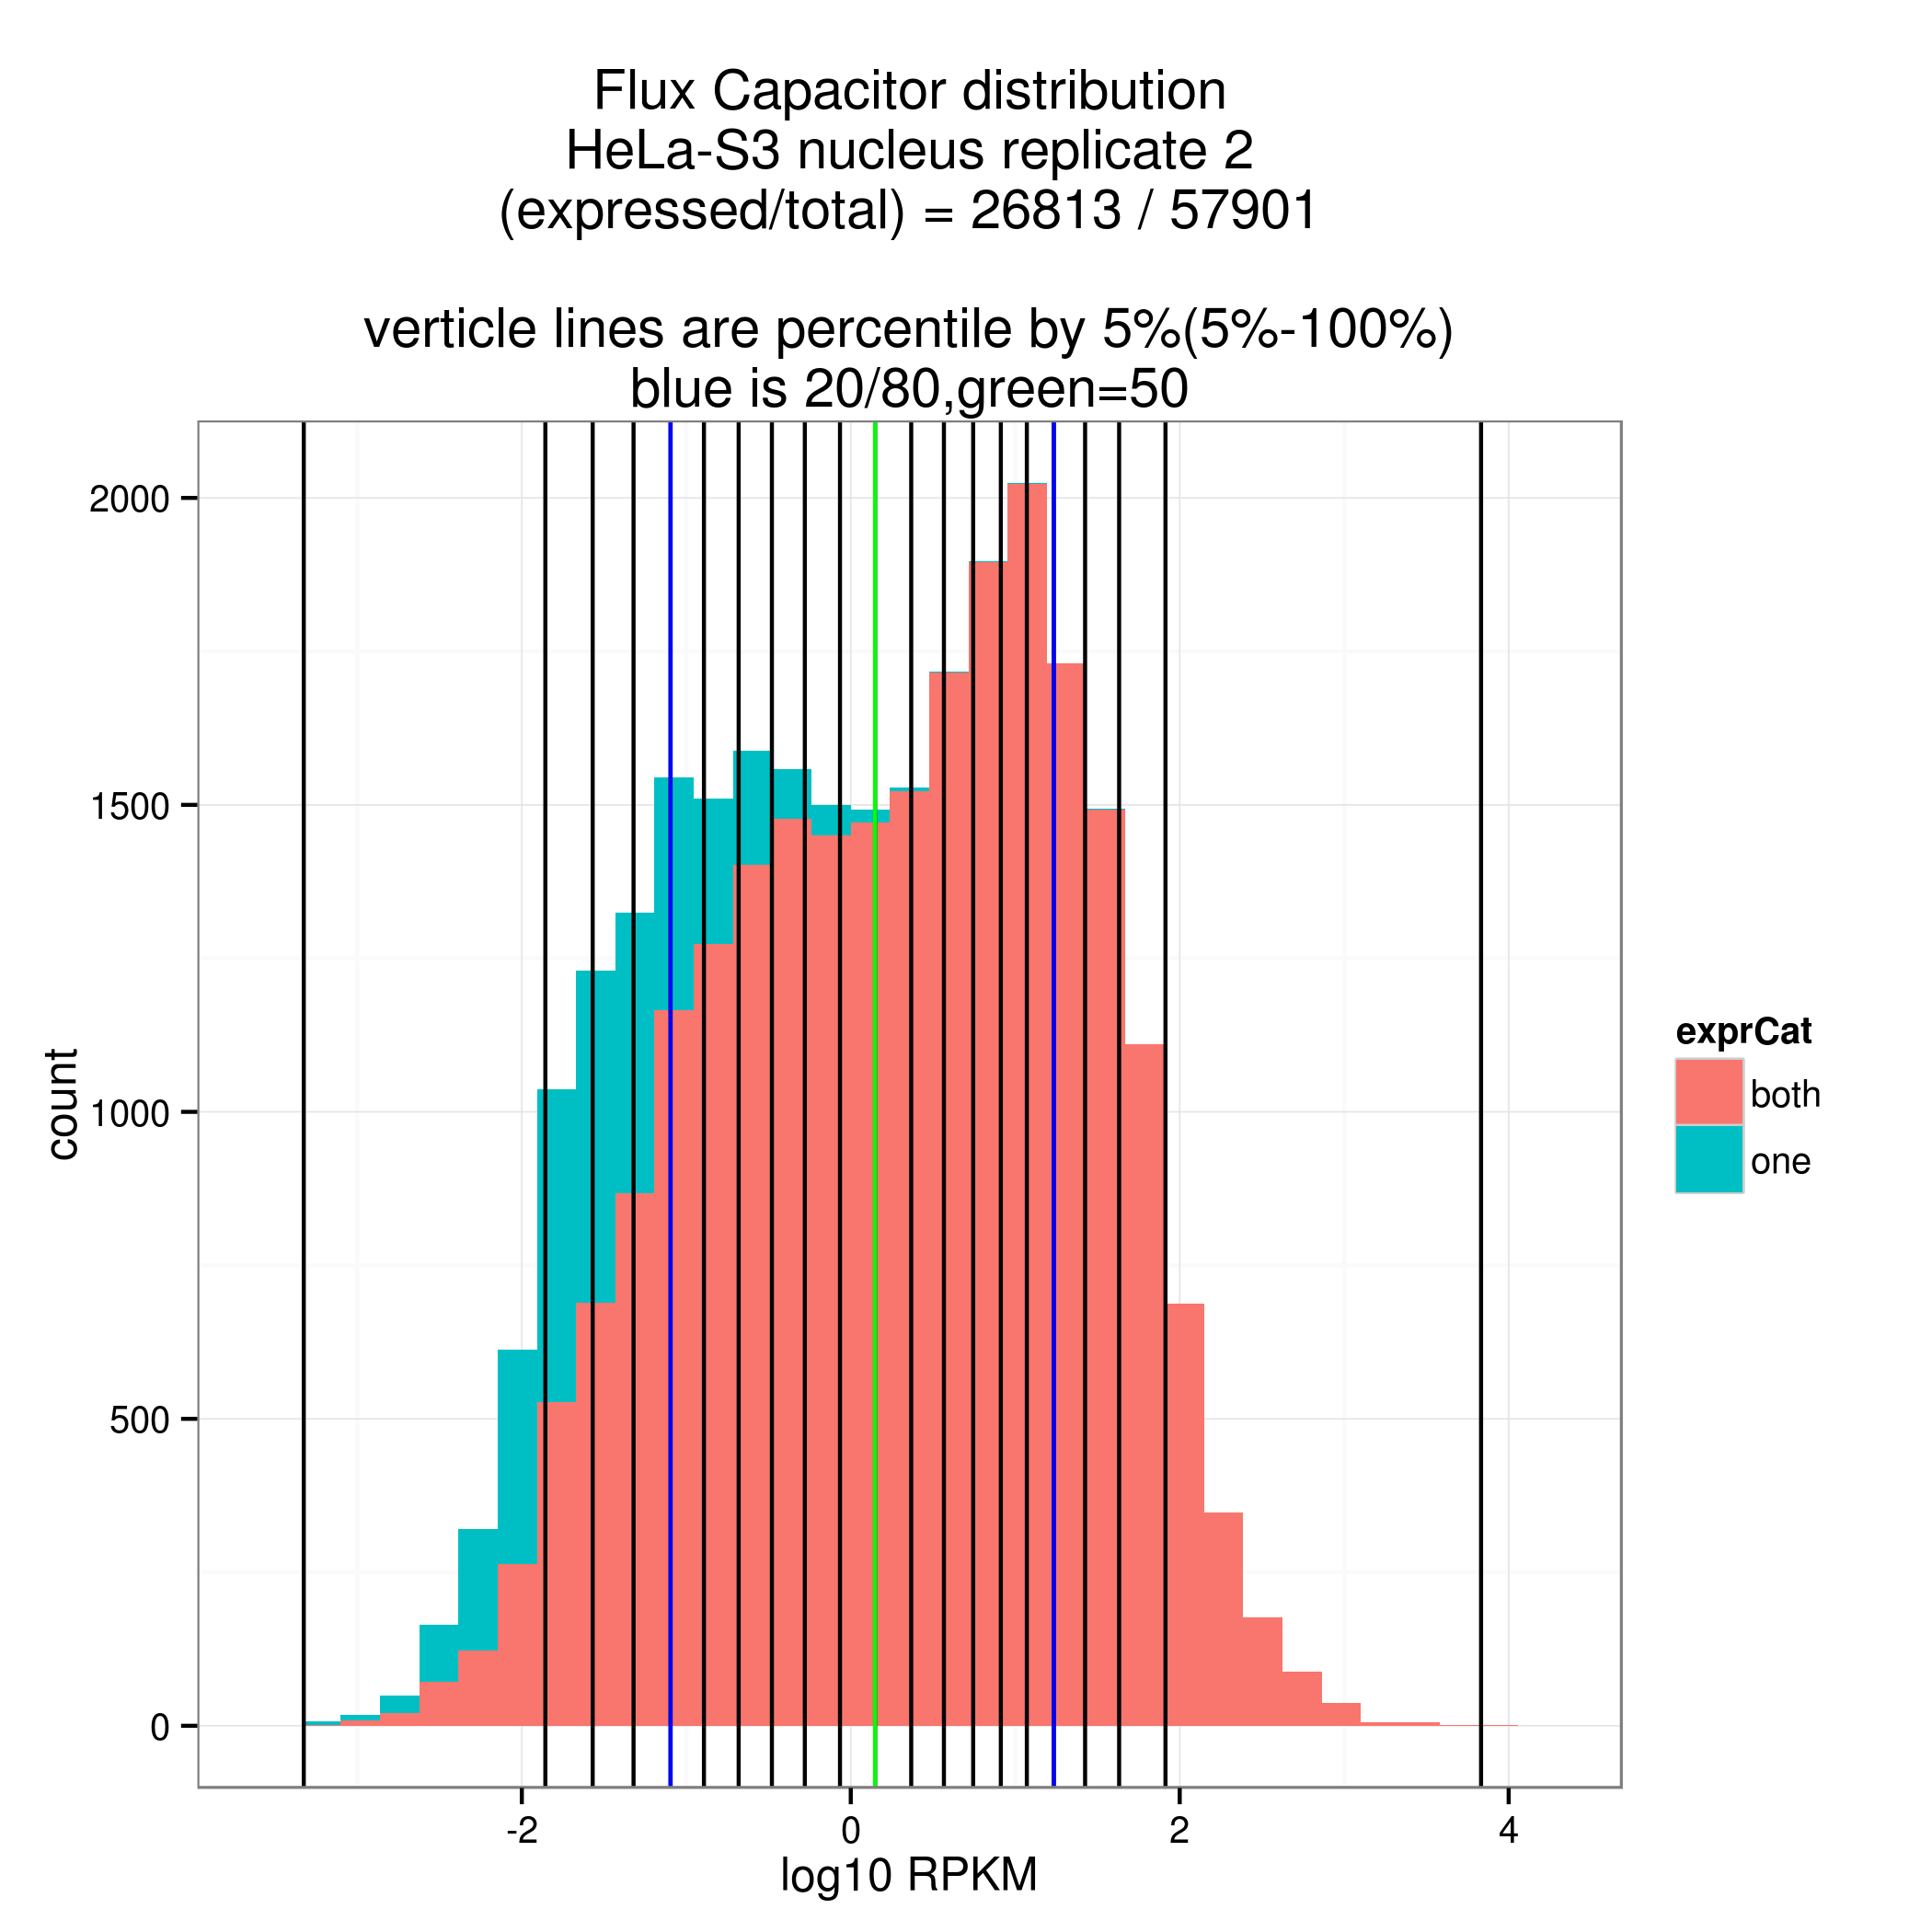 Flux Capacitor distribution
HeLa-S3 nucleus replicate 2
(expressed/total) = 26813 / 57901
verticle lines are percentile by 5%(5%-100%)
blue is 20/80,green=50
2000
1500
1000
500
0
count
-2
0
2
4
log10 RPKM
exprCat
both
one